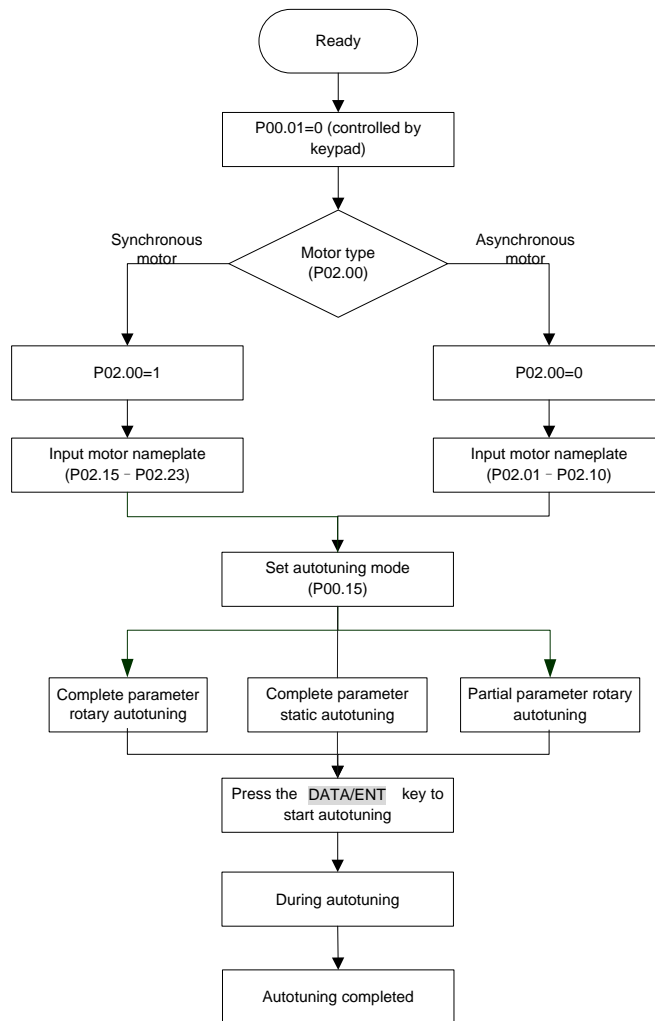 Ready
P00.01=0 (controlled by
keypad)
Synchronous
motor
Motor type
(P02.00)
Asynchronous
motor
P02.00=1
P02.00=0
Input motor nameplate
(P02.15–P02.23)
Input motor nameplate
(P02.01–P02.10)
Set autotuning mode
(P00.15)
Complete parameter
rotary autotuning
Complete parameter
static autotuning
Partial parameter rotary
autotuning
Press the DATA/ENT key to
start autotuning
During autotuning
Autotuning completed